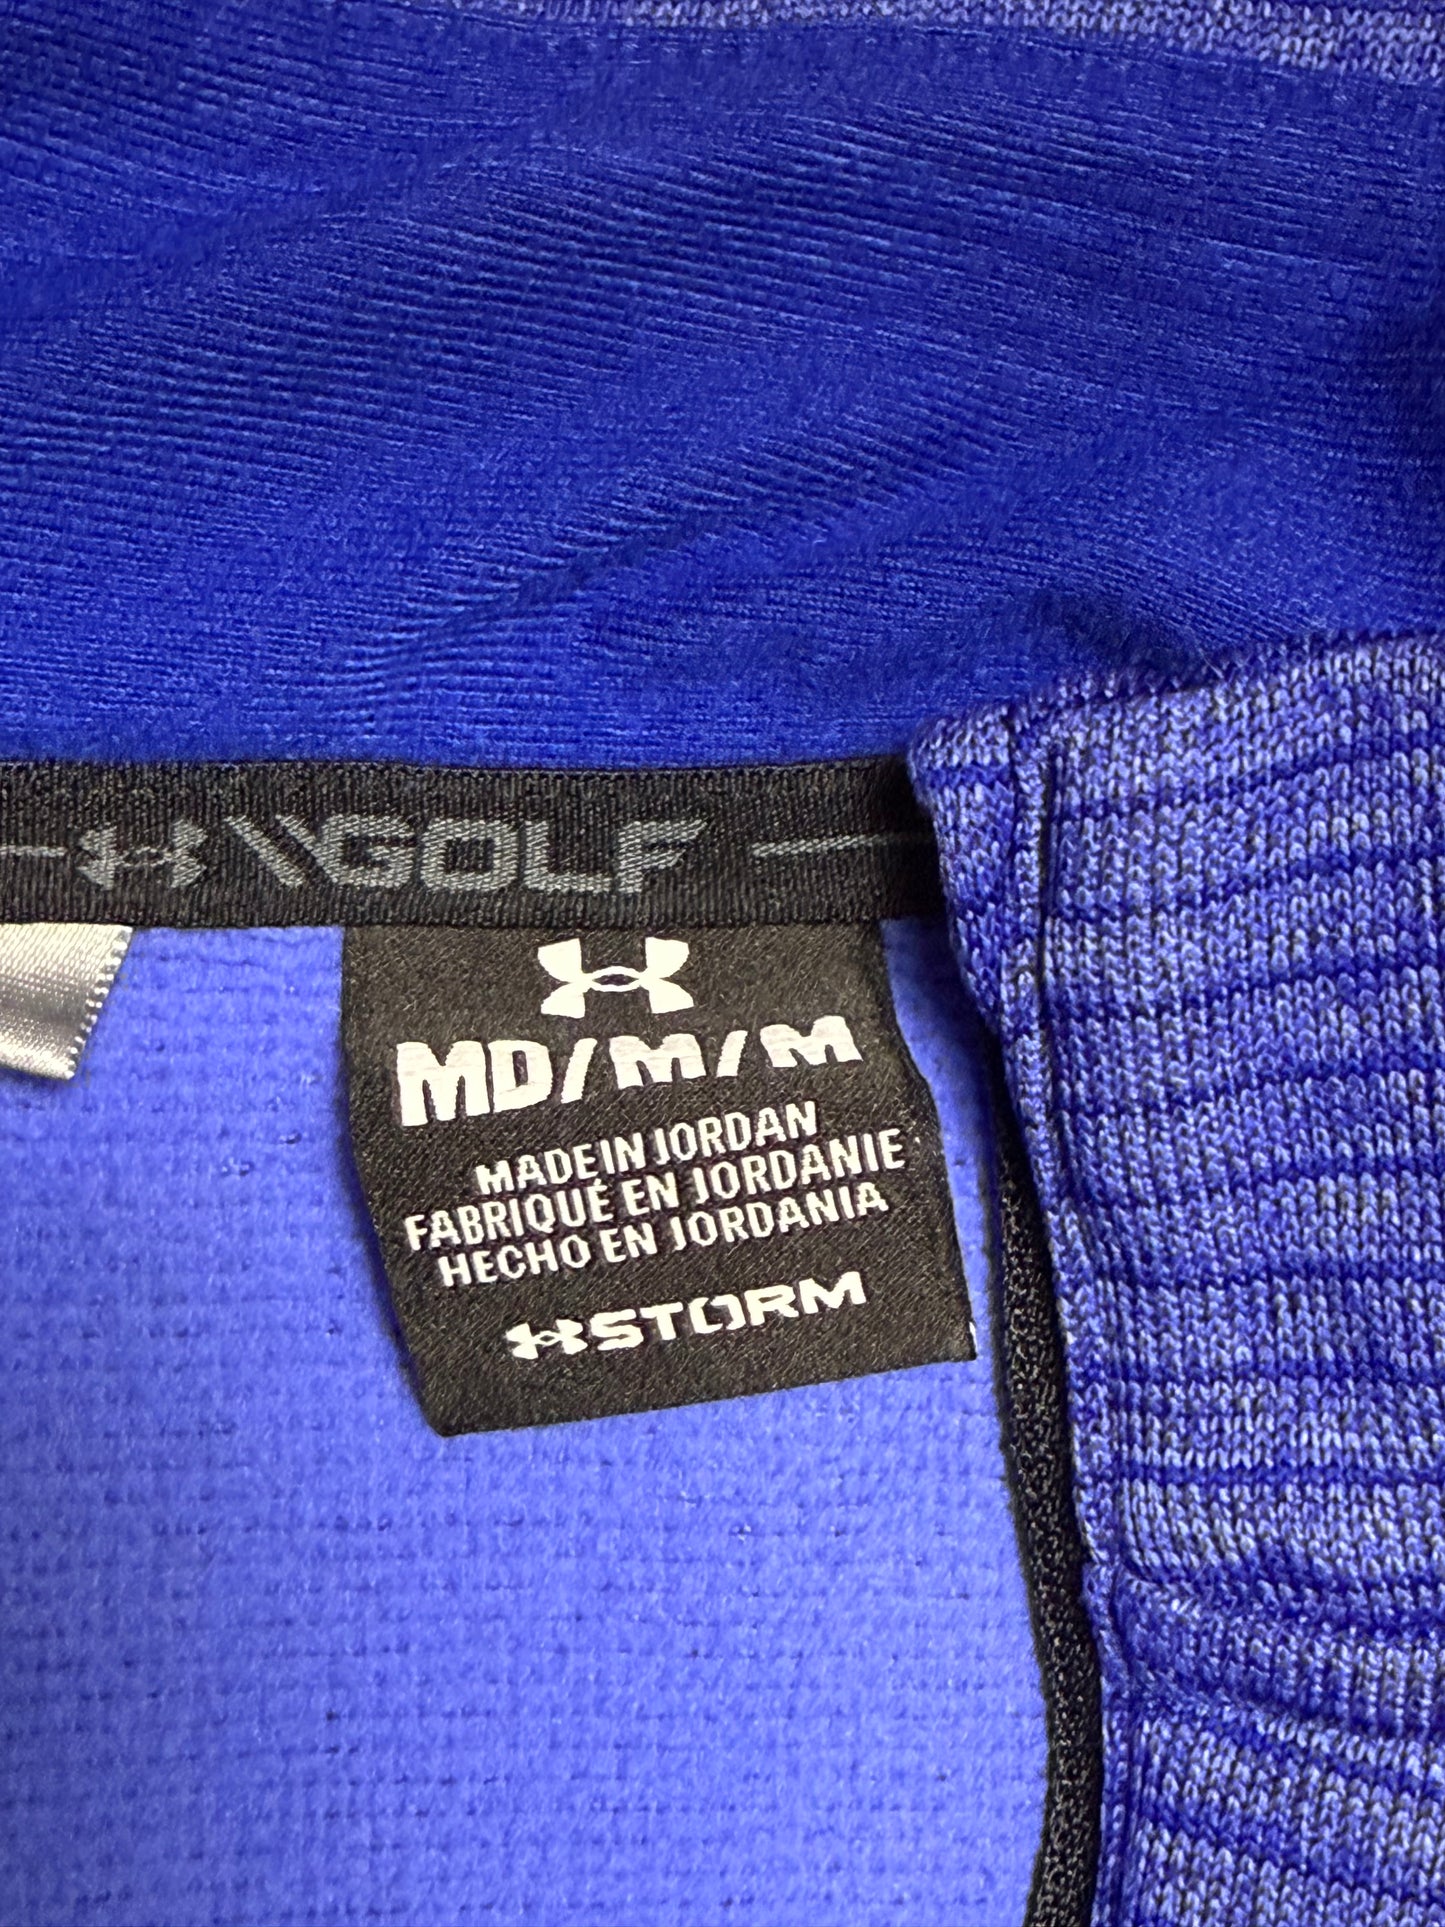 \\GOLF
MD/M/M
MADE IN JORDAN
FABRIQUÉ EN JORDANIE
HECHO EN JORDANIA
STORM